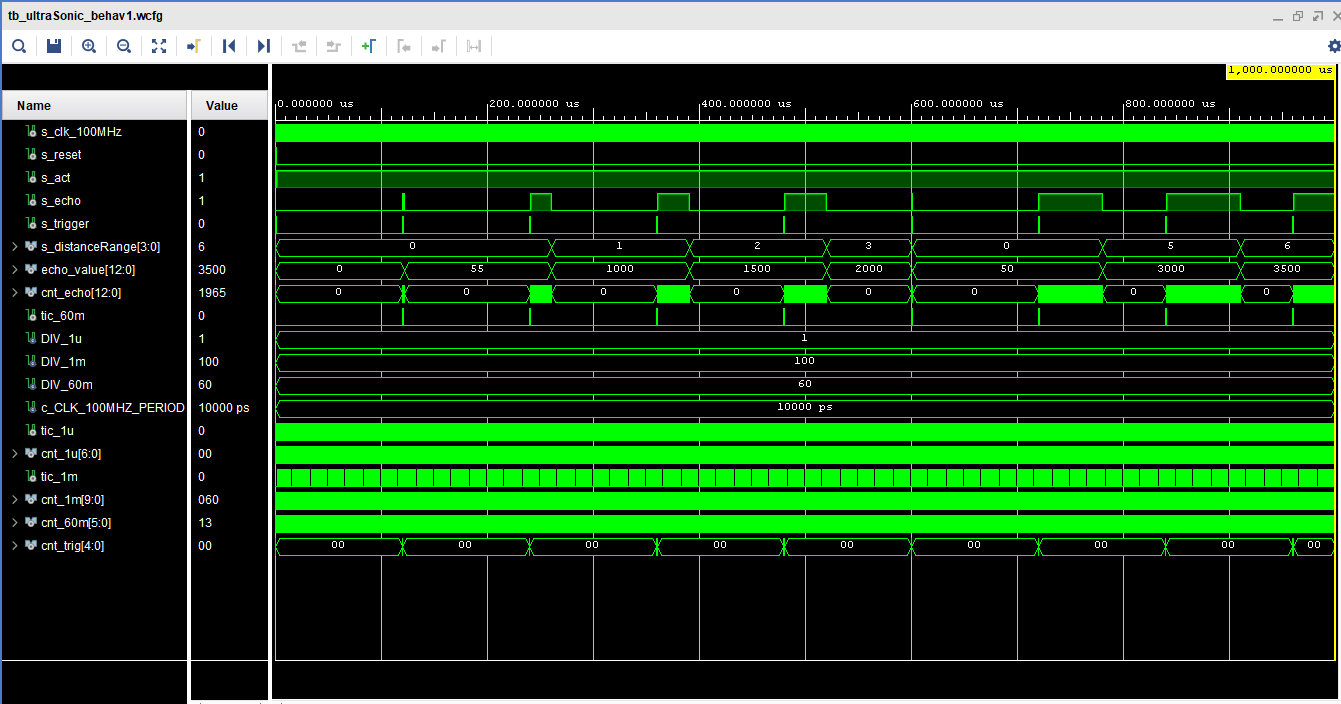 tb_ultraSonic_behav1.wcfg
1,000.000000 us
Name Value
0.000000 us 200.000000 us 400.000000 us 600.000000 us 800.000000 us
s_clk_100MHz 0
s_reset 0
s_act 1
s_echo 1
s_trigger 0
s_distanceRange[3:0] 6 0 1 2 3 0 5 6
echo_value[12:0] 3500 0 55 1000 1500 2000 50 3000 3500
cnt_echo[12:0] 1965 0 0 0 0 0 0 0 0
tic_60m 0
DIV_1u 1 1
DIV_1m 100 100
DIV_60m 60 60
c_CLK_100MHZ_PERIOD 10000 ps 10000 ps
tic_1u 0
cnt_1u[6:0] 00
tic_1m 0
cnt_1m[9:0] 060
cnt_60m[5:0] 13
cnt_trig[4:0] 00 00 00 00 00 00 00 00 00 00